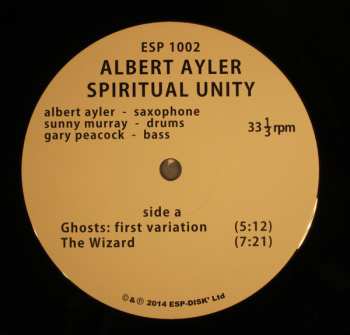 ESP 1002
ALBERT AYLER
SPIRITUAL UNITY
albert ayler - saxophone
sunny murray - drums
gary peacock - bass
33 1/3 rpm
side a
Ghosts: first variation (5:12)
The Wizard (7:21)
©&℗ 2014 ESP-DISK' Ltd